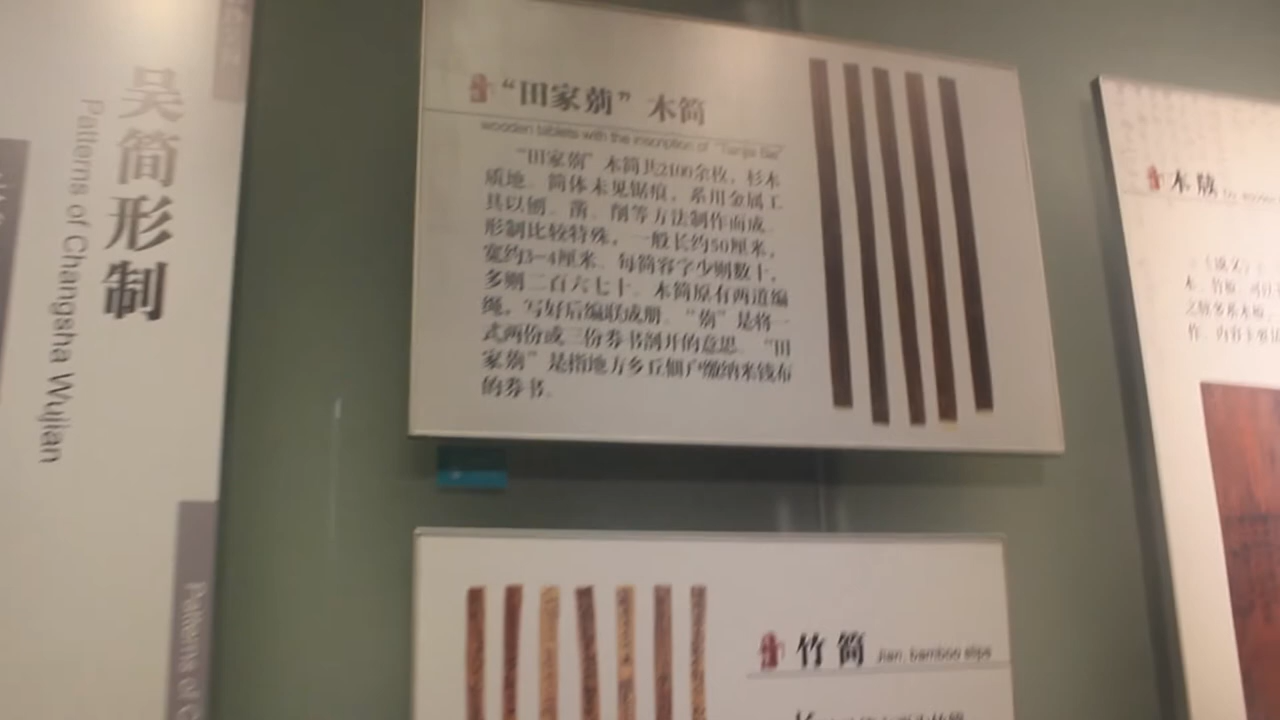 吴简形制
Patterns of Changsha Wujian
“田家莂”木简
wooden tablets with the inscription of "Tianjia Bie"
“田家莂”木简共2100余枚，杉木
质地。简体未见锯痕，系用金属工
具以刨、凿、削等方法制作而成。
形制比较特殊，一般长约50厘米，
宽约3-4厘米。每简容字少则数十，
多则二百六七十。木简原有两道编
绳，写好后编联成册。“莂”是将一
式两份或三份券书剖开的意思。“田
家莂”是指地方乡丘佃户缴纳米钱布
的券书。
竹简
Jian, bamboo slips
木牍
Patterns of C